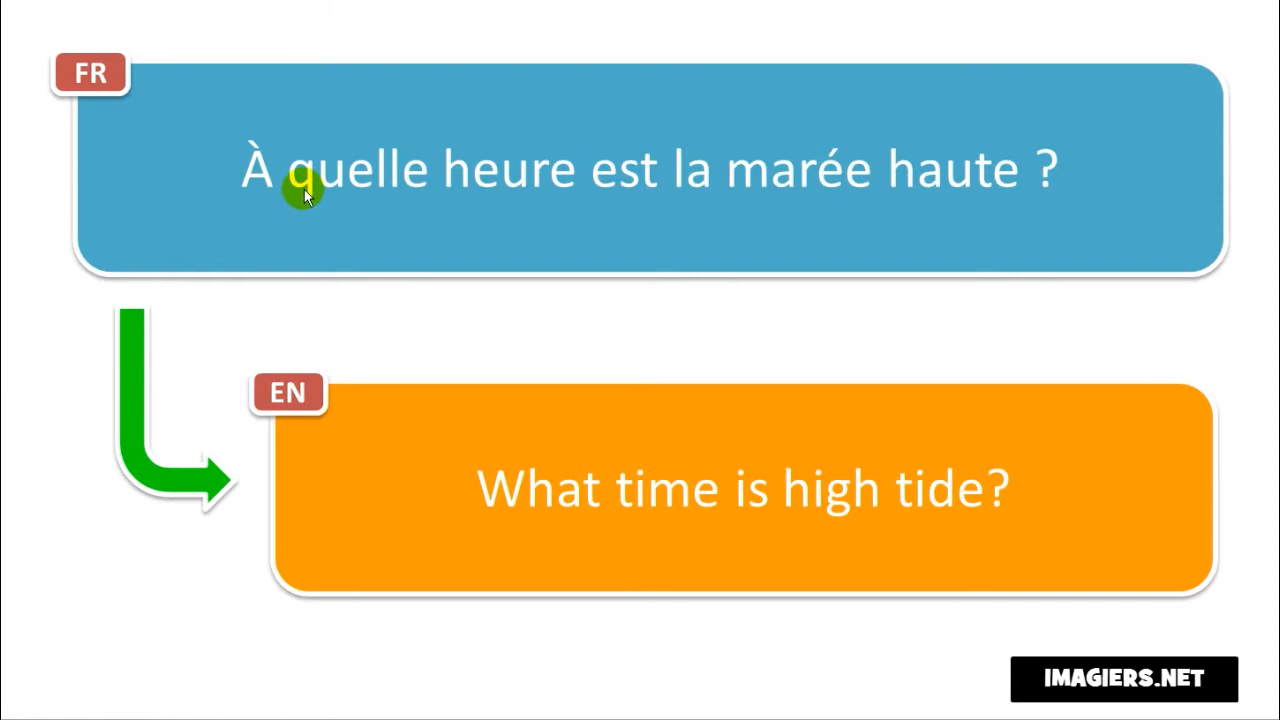 FR
À quelle heure est la marée haute ?
EN
What time is high tide?
IMAGIERS.NET